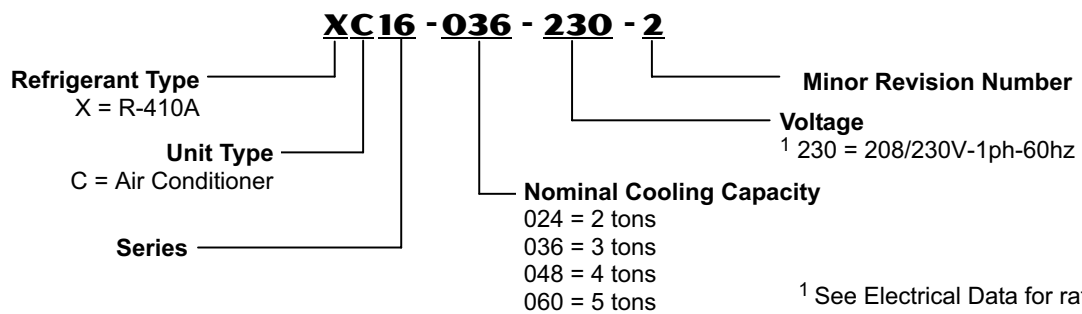 XC16 - 036 - 230 - 2
Refrigerant Type
X = R-410A
Unit Type
C = Air Conditioner
Series
Nominal Cooling Capacity
024 = 2 tons
036 = 3 tons
048 = 4 tons
060 = 5 tons
Minor Revision Number
Voltage
1 230 = 208/230V-1ph-60hz
1 See Electrical Data for